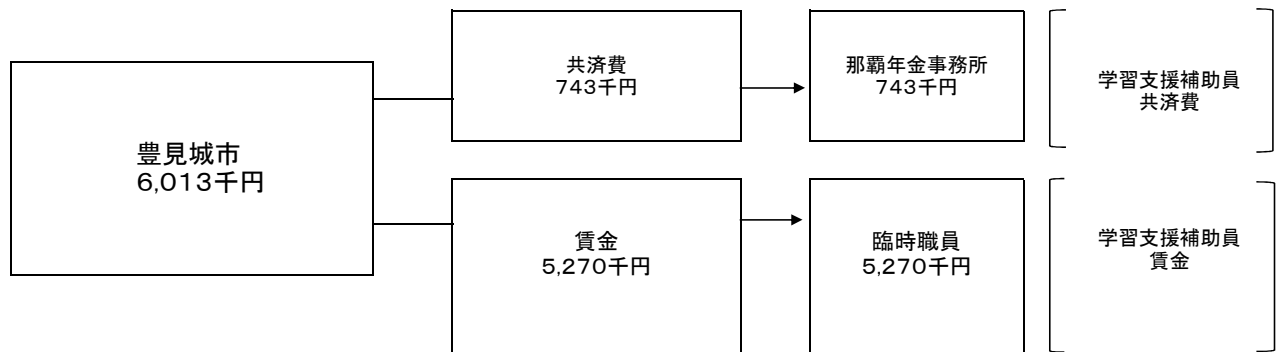 豊見城市
6,013千円
共済費
743千円
那覇年金事務所
743千円
学習支援補助員
共済費
賃金
5,270千円
臨時職員
5,270千円
学習支援補助員
賃金